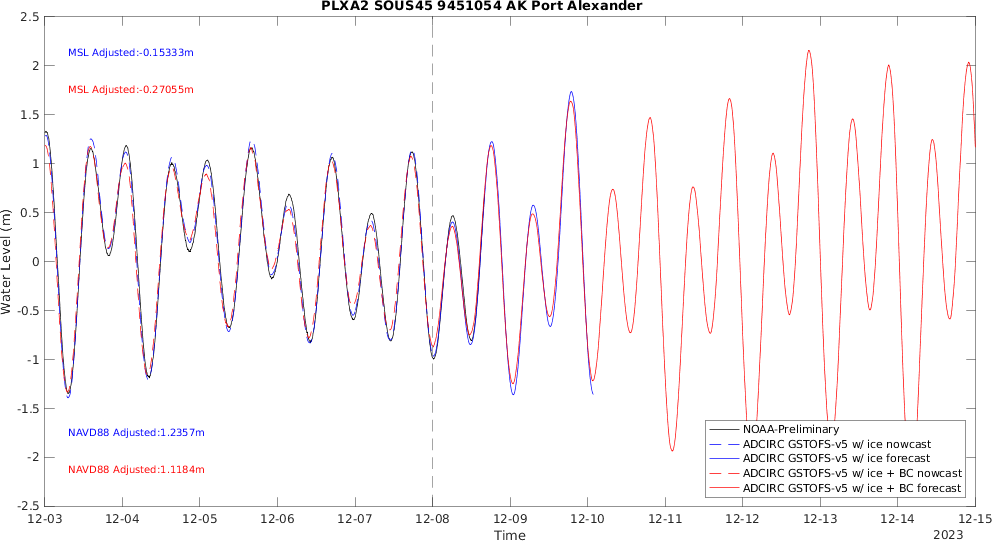 PLXA2 SOUS45 9451054 AK Port Alexander
2.5
2
1.5
1
0.5
0
-0.5
-1
-1.5
-2
-2.5
Water Level (m)
MSL Adjusted:-0.15333m
MSL Adjusted:-0.27055m
NAVD88 Adjusted:1.2357m
NAVD88 Adjusted:1.1184m
NOAA-Preliminary
ADCIRC GSTOFS-v5 w/ ice nowcast
ADCIRC GSTOFS-v5 w/ ice forecast
ADCIRC GSTOFS-v5 w/ ice + BC nowcast
ADCIRC GSTOFS-v5 w/ ice + BC forecast
12-03 12-04 12-05 12-06 12-07 12-08 12-09 12-10 12-11 12-12 12-13 12-14 12-15
Time
2023